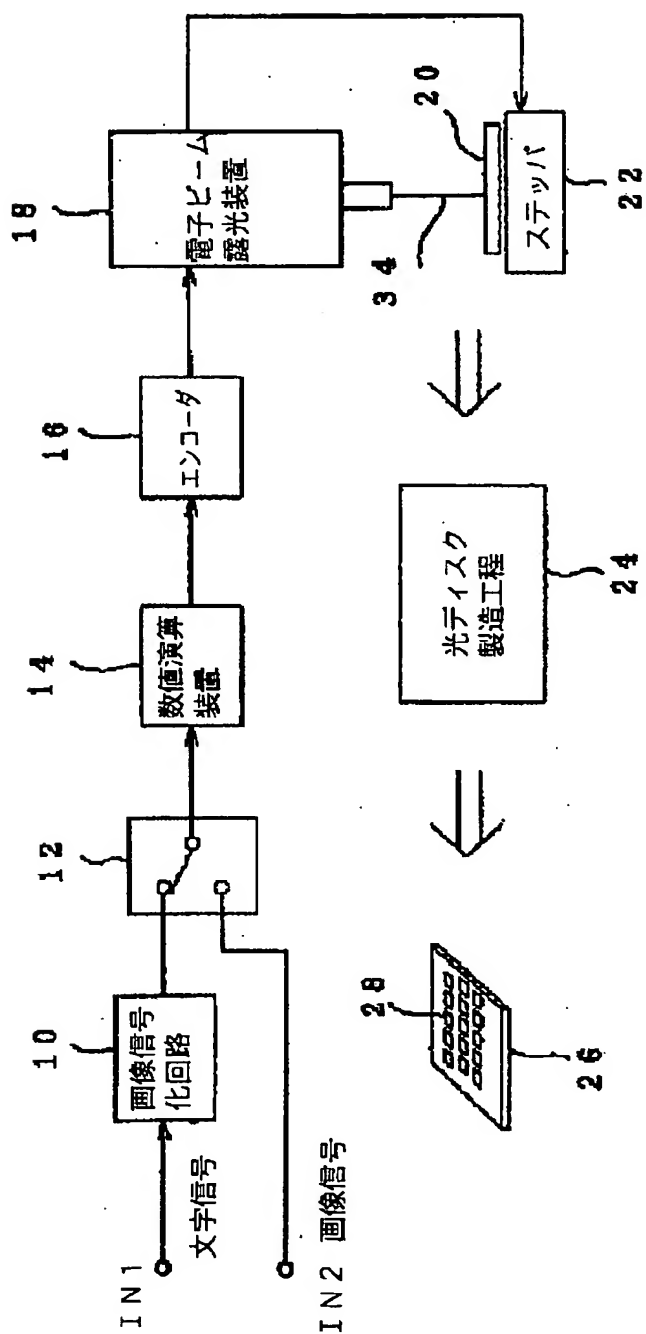 IN1
文字信号
IN2 画像信号
10
画像信号
化回路
12
14
数値演算
装置
16
エンコーダ
18
電子ビーム
露光装置
34
20
ステッパ
22
光ディスク
製造工程
24
28
26